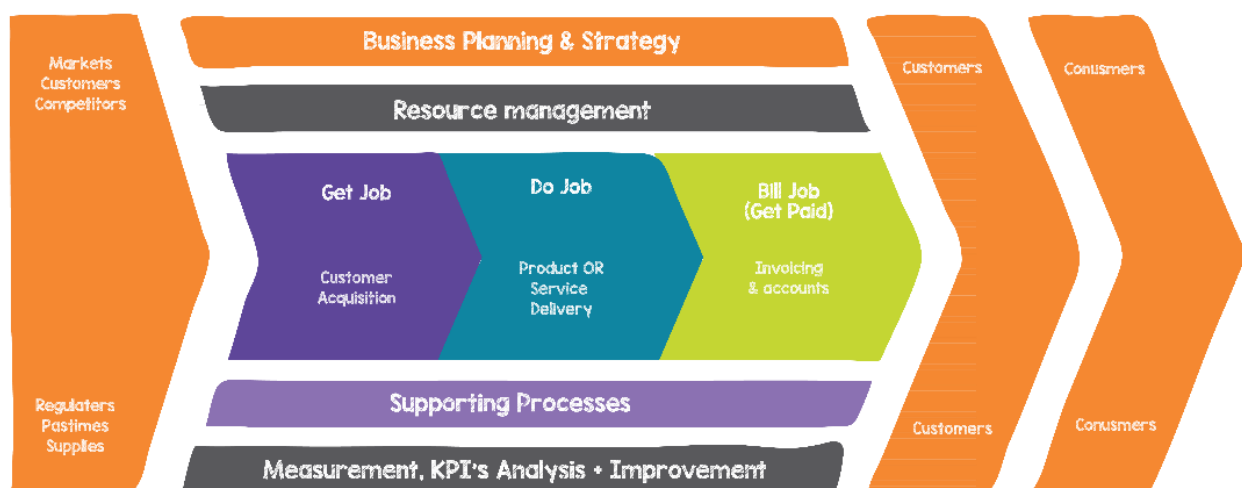 Business Planning & Strategy
Markets
Customers
Competitors
Customers
Conusmers
Resource management
Get Job
Do Job
Bill Job
(Get Paid)
Customer
Acquisition
Product OR
Service
Delivery
Invoicing
& accounts
Supporting Processes
Regulaters
Pastimes
Supplies
Customers
Conusmers
Measurement, KPI's Analysis + Improvement